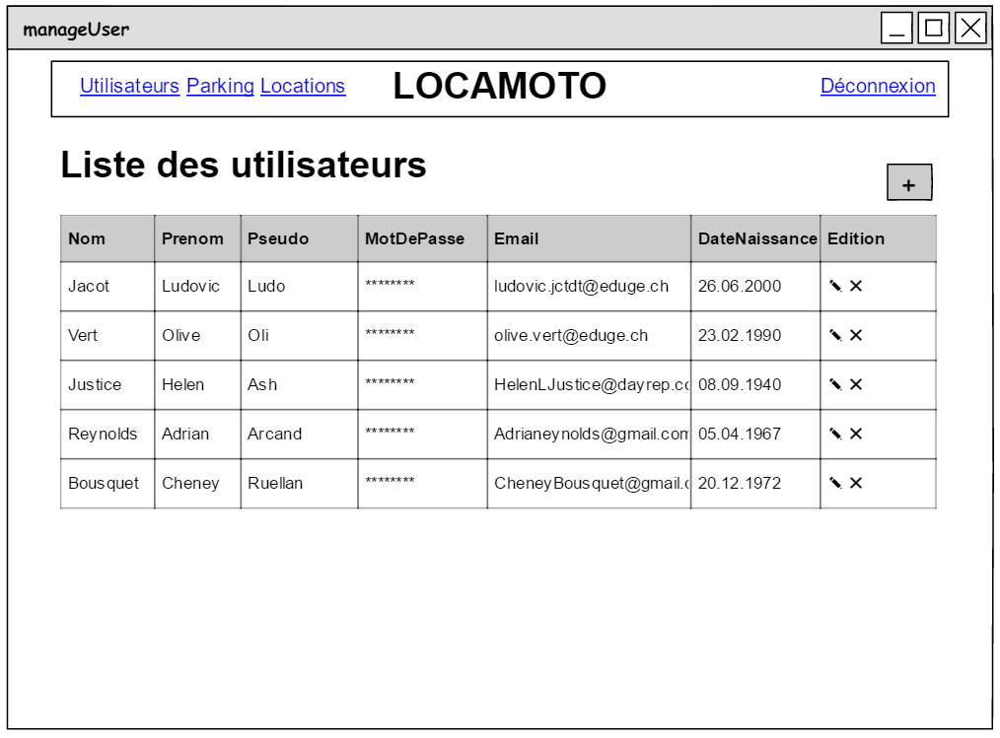 manageUser
Utilisateurs Parking Locations LOCAMOTO Déconnexion
Liste des utilisateurs
+
Nom Prenom Pseudo MotDePasse Email DateNaissance Edition
Jacot Ludovic Ludo ******** ludovic.jctdt@eduge.ch 26.06.2000
Vert Olive Oli ******** olive.vert@eduge.ch 23.02.1990
Justice Helen Ash ******** HelenLJustice@dayrep.co 08.09.1940
Reynolds Adrian Arcand ******** Adrianeynolds@gmail.com 05.04.1967
Bousquet Cheney Ruellan ******** CheneyBousquet@gmail.c 20.12.1972